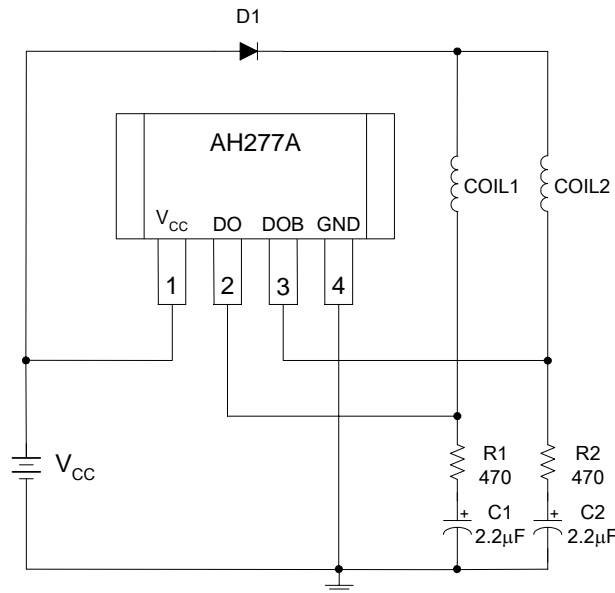 D1
AH277A
COIL1
COIL2
VCC
DO
DOB
GND
1
2
3
4
VCC
R1
470
R2
470
+
C1
2.2µF
+
C2
2.2µF